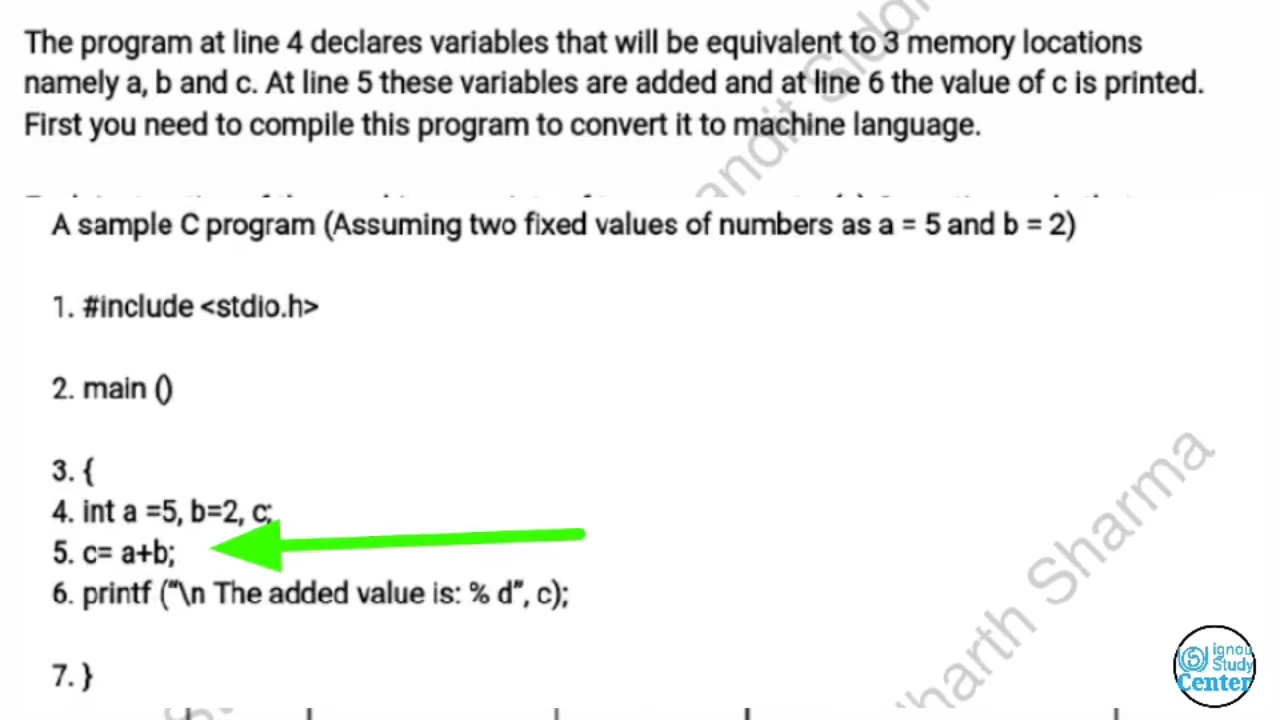 The program at line 4 declares variables that will be equivalent to 3 memory locations
namely a, b and c. At line 5 these variables are added and at line 6 the value of c is printed.
First you need to compile this program to convert it to machine language.
A sample C program (Assuming two fixed values of numbers as a = 5 and b = 2)
1. #include <stdio.h>
2. main ()
3. {
4. int a =5, b=2, c;
5. c= a+b;
6. printf (“\n The added value is: % d”, c);
7. }
Sharma
ignou
Study
Center